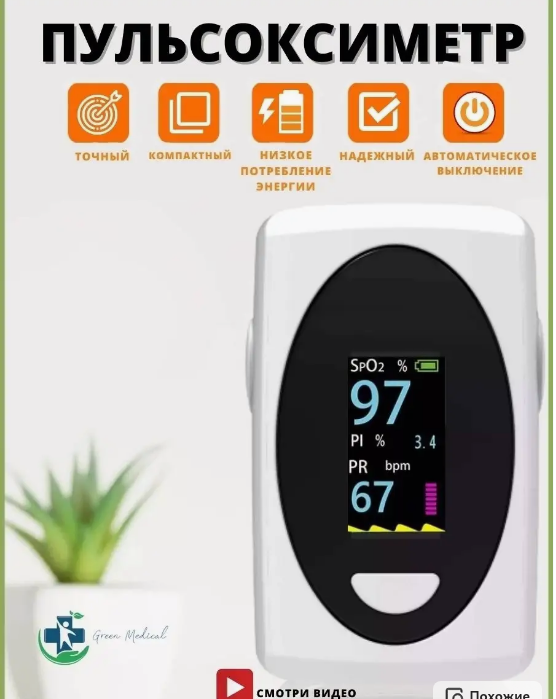 ПУЛЬСОКСИМЕТР
ТОЧНЫЙ
КОМПАКТНЫЙ
НИЗКОЕ
ПОТРЕБЛЕНИЕ
ЭНЕРГИИ
НАДЕЖНЫЙ
АВТОМАТИЧЕСКОЕ
ВЫКЛЮЧЕНИЕ
SpO2 %
97
PI % 3.4
PR bpm
67
Green Medical
СМОТРИ ВИДЕО
Похожие